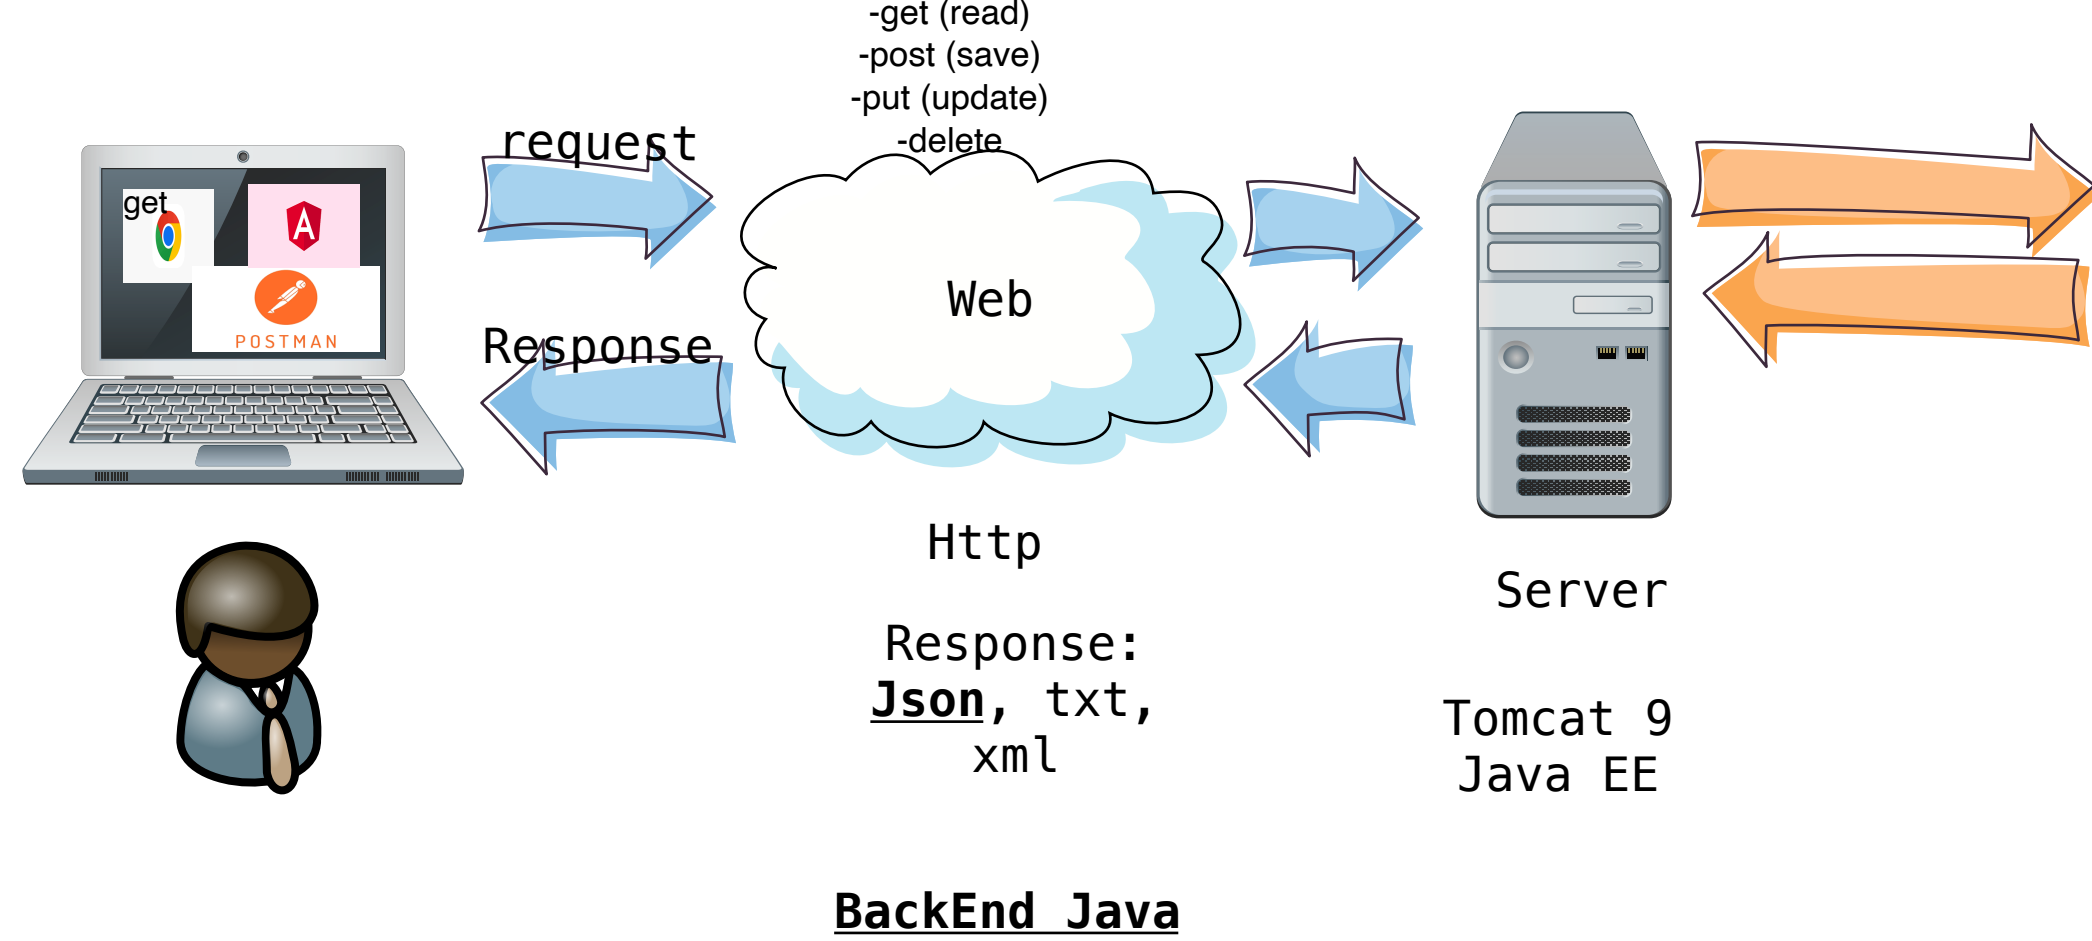 -get (read)
-post (save)
-put (update)
-delete
request
get
POSTMAN
Web
Response
Http
Server
Response:
Json, txt,
xml
Tomcat 9
Java EE
BackEnd Java